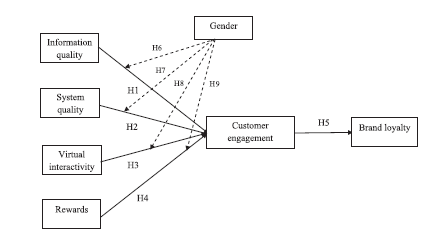 Gender
Information
quality
H6
H7
H8
H9
H1
System
quality
H2
Customer
engagement
H5
Brand loyalty
Virtual
interactivity
H3
H4
Rewards